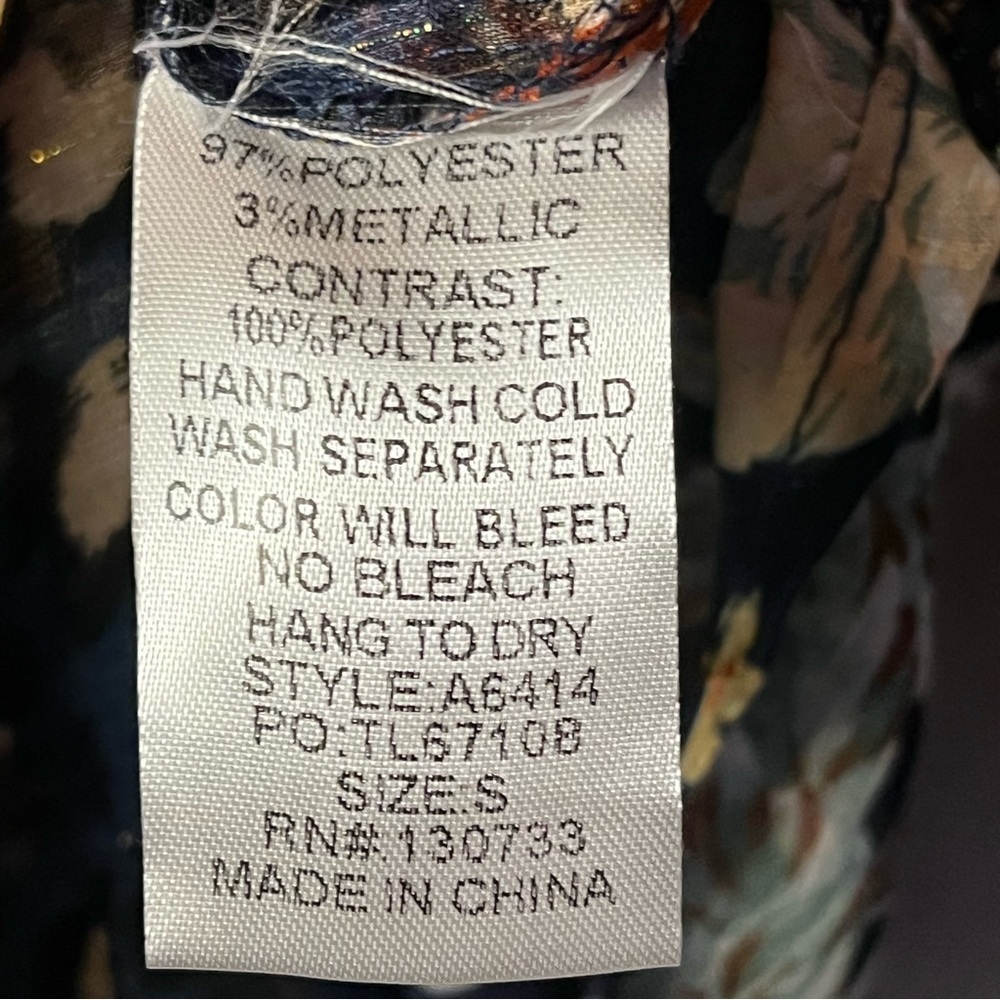 97%POLYESTER
3%METALLIC
CONTRAST:
100%POLYESTER
HAND WASH COLD
WASH SEPARATELY
COLOR WILL BLEED
NO BLEACH
HANG TO DRY
STYLE:A6414
PO:TL67108
SIZE:S
RN#:130733
MADE IN CHINA